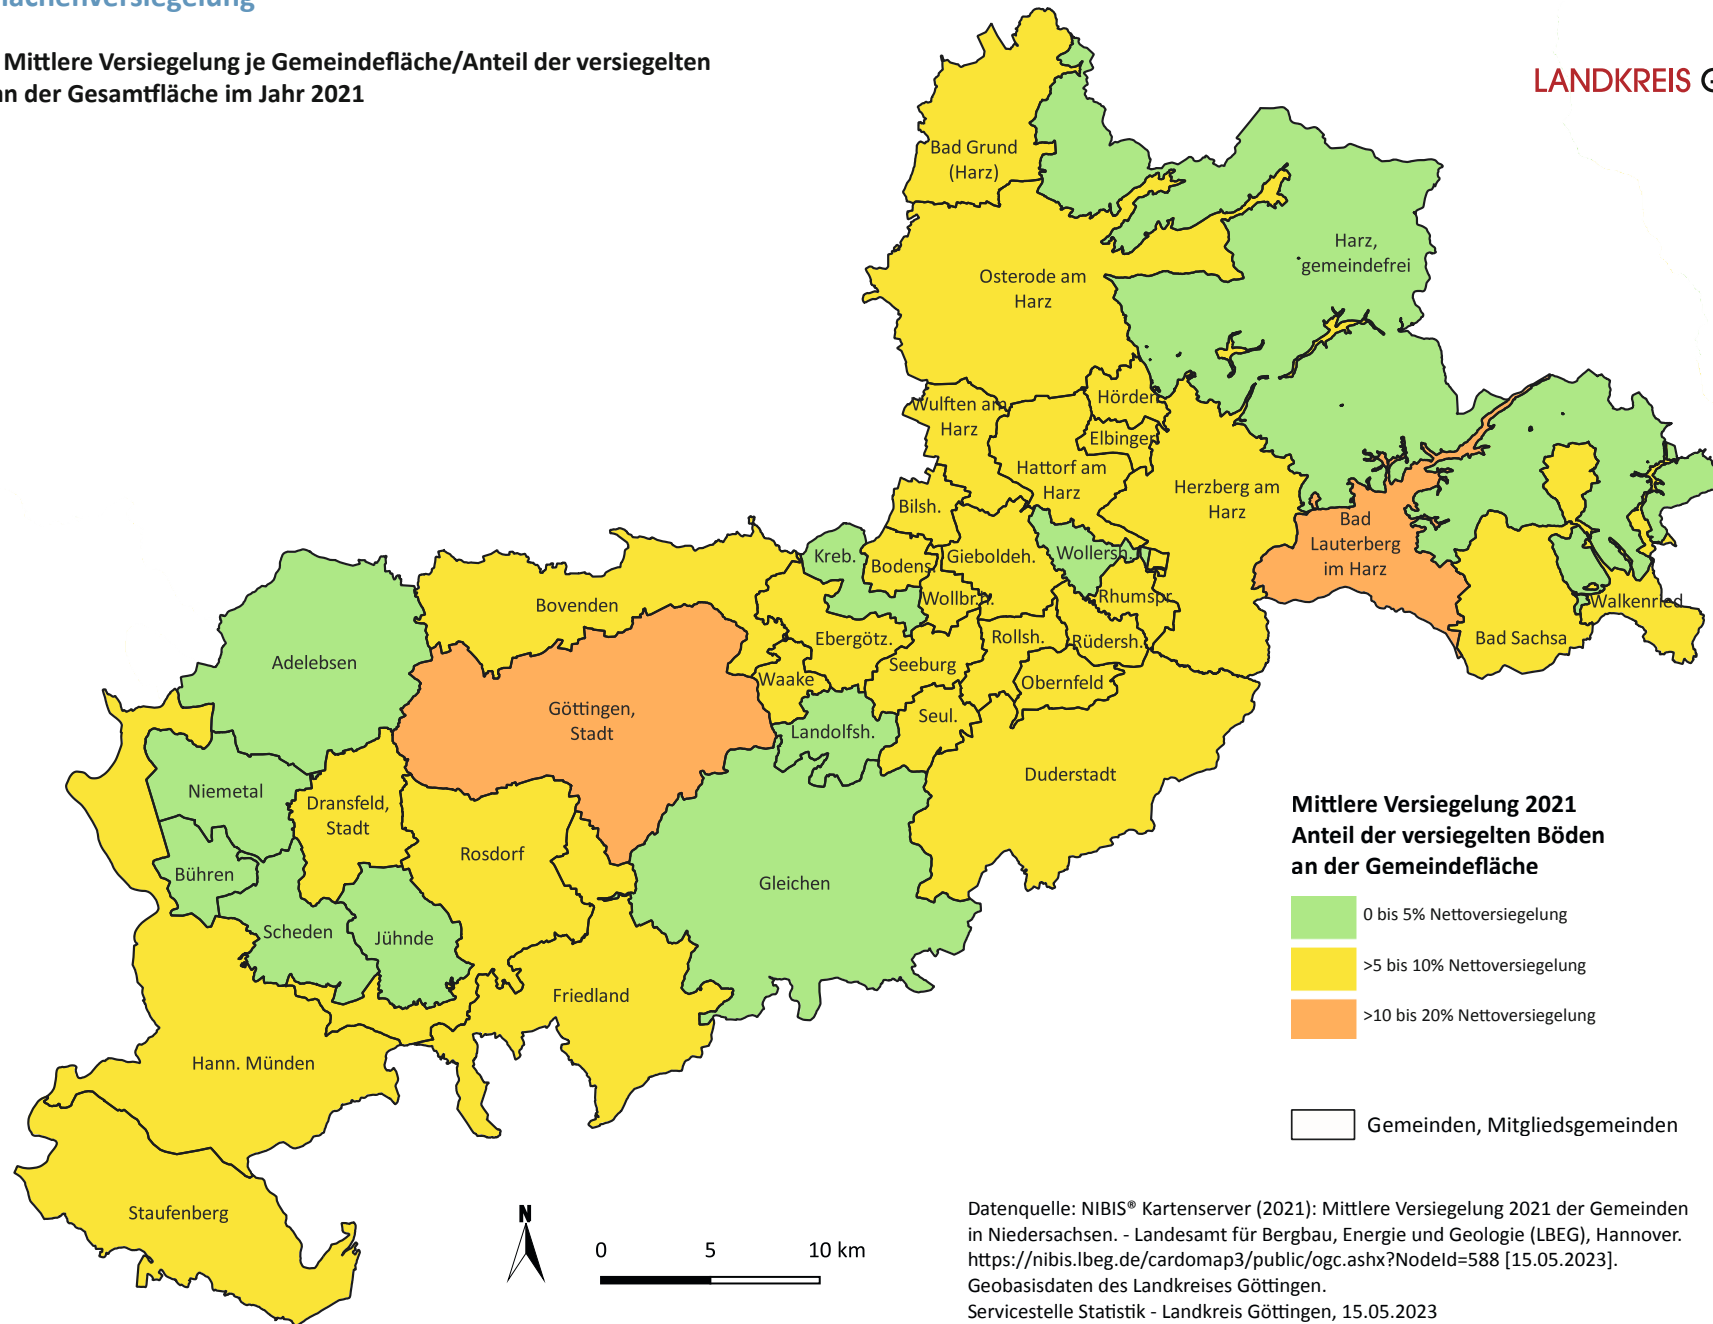 lächenversiegelung
Mittlere Versiegelung je Gemeindefläche/Anteil der versiegelten
an der Gesamtfläche im Jahr 2021
LANDKREIS G
Bad Grund
(Harz)
Harz,
gemeindefrei
Osterode am
Harz
Hörden
Wulften am
Harz
Elbinger
Hattorf am
Harz
Herzberg am
Harz
Bilsh.
Bad
Lauterberg
im Harz
Kreb.
Bodens.
Gieboldeh.
Wollersh.
Wollbr.h.
Rhumspr.
Walkenried
Bovenden
Ebergötz.
Rollsh.
Rüdersh.
Bad Sachsa
Adelebsen
Seeburg
Waake
Obernfeld
Göttingen,
Stadt
Seul.
Landolfsh.
Duderstadt
Niemetal
Dransfeld,
Stadt
Rosdorf
Bühren
Gleichen
Scheden
Jühnde
Friedland
Hann. Münden
Staufenberg
Mittlere Versiegelung 2021
Anteil der versiegelten Böden
an der Gemeindefläche
0 bis 5% Nettoversiegelung
>5 bis 10% Nettoversiegelung
>10 bis 20% Nettoversiegelung
Gemeinden, Mitgliedsgemeinden
N
0 5 10 km
Datenquelle: NIBIS® Kartenserver (2021): Mittlere Versiegelung 2021 der Gemeinden
in Niedersachsen. - Landesamt für Bergbau, Energie und Geologie (LBEG), Hannover.
https://nibis.lbeg.de/cardomap3/public/ogc.ashx?NodeId=588 [15.05.2023].
Geobasisdaten des Landkreises Göttingen.
Servicestelle Statistik - Landkreis Göttingen, 15.05.2023